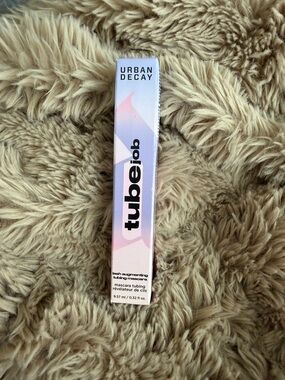 URBAN
DECAY
tubejob
lash augmenting
tubing mascara
mascara tubing
révélateur de cils
9.57 ml / 0.32 fl oz.